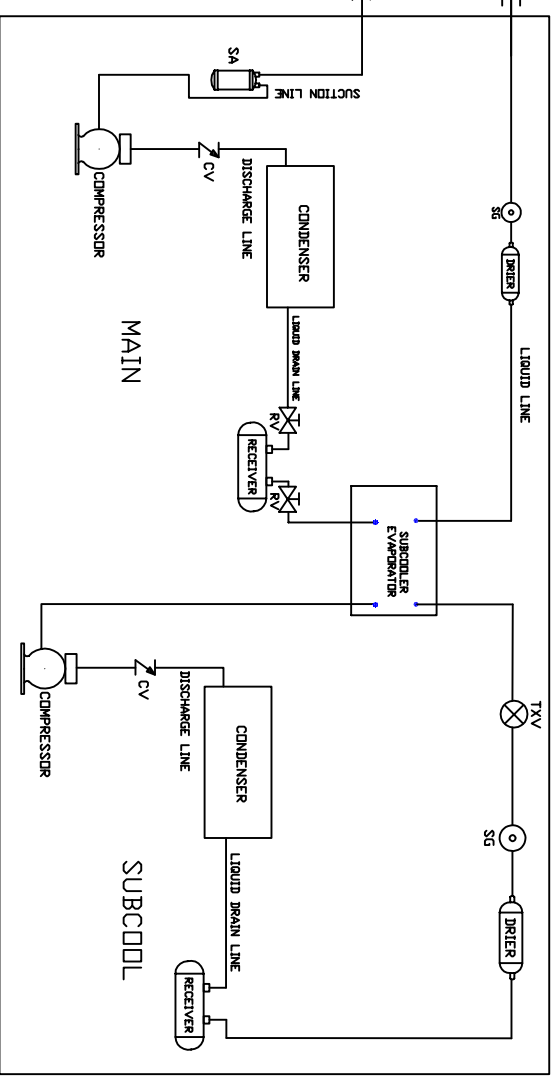 SA
SUCTION LINE
COMPRESSOR
CV
DISCHARGE LINE
CONDENSER
LIQUID DRAIN LINE
RV
RECEIVER
RV
SG
DRIER
LIQUID LINE
MAIN
SUBCOOLER
EVAPORATOR
TXV
SG
DRIER
COMPRESSOR
CV
DISCHARGE LINE
CONDENSER
LIQUID DRAIN LINE
RECEIVER
SUBCOOL